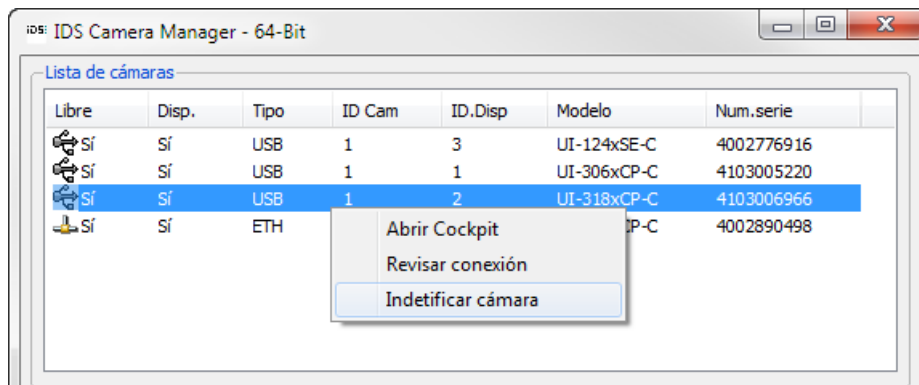 IDS Camera Manager - 64-Bit
Lista de cámaras
Libre Disp. Tipo ID Cam ID.Disp Modelo Num.serie
Sí Sí USB 1 3 UI-124xSE-C 4002776916
Sí Sí USB 1 1 UI-306xCP-C 4103005220
Sí Sí USB 1 2 UI-318xCP-C 4103006966
Sí Sí ETH CP-C 4002890498
Abrir Cockpit
Revisar conexión
Indetificar cámara